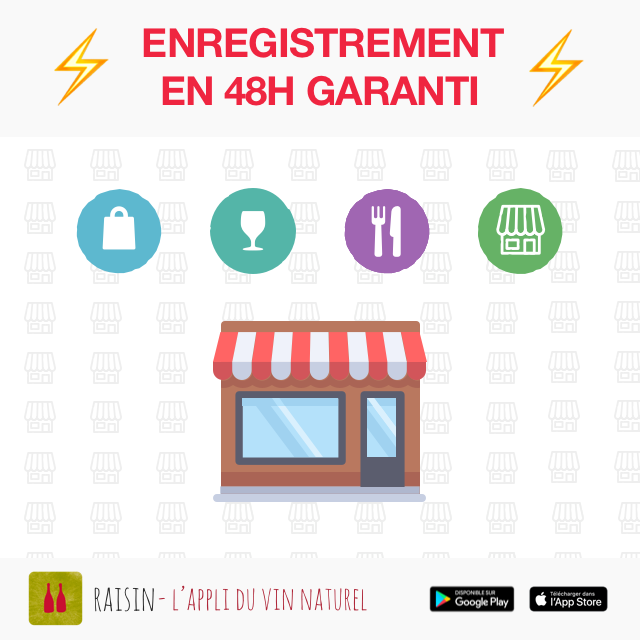 ENREGISTREMENT
EN 48H GARANTI
RAISIN - L'APPLI DU VIN NATUREL
DISPONIBLE SUR
Google Play
Télécharger dans
l'App Store